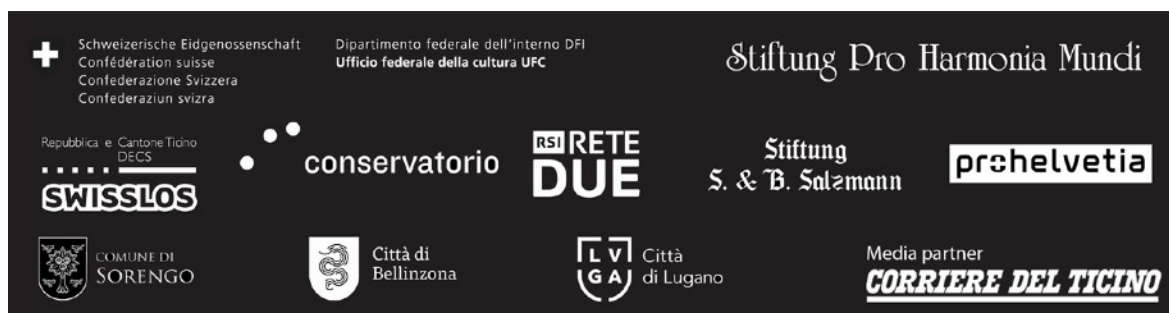 Schweizerische Eidgenossenschaft
Confédération suisse
Confederazione Svizzera
Confederaziun svizra
Dipartimento federale dell'interno DFI
Ufficio federale della cultura UFC
Stiftung Pro Harmonia Mundi
Repubblica e Cantone Ticino
DECS
SWISSLOS
conservatorio
RSI RETE
DUE
Stiftung
S. & B. Salzmann
prohelvetia
COMUNE DI
SORENGO
Città di
Bellinzona
LV
GA
Città
di Lugano
Media partner
CORRIERE DEL TICINO